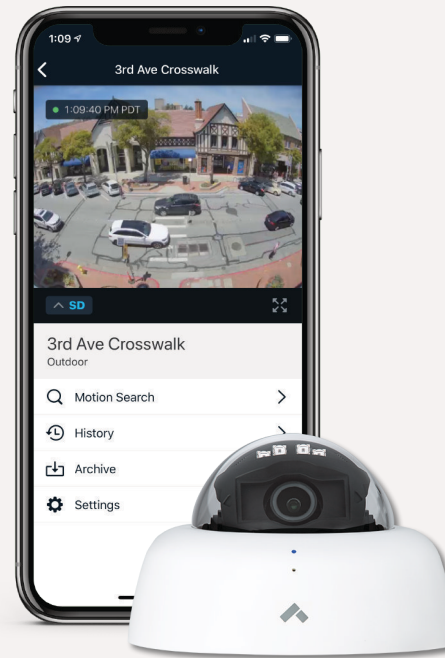 1:09
3rd Ave Crosswalk
1:09:40 PM PDT
SD
3rd Ave Crosswalk
Outdoor
Motion Search
History
Archive
Settings